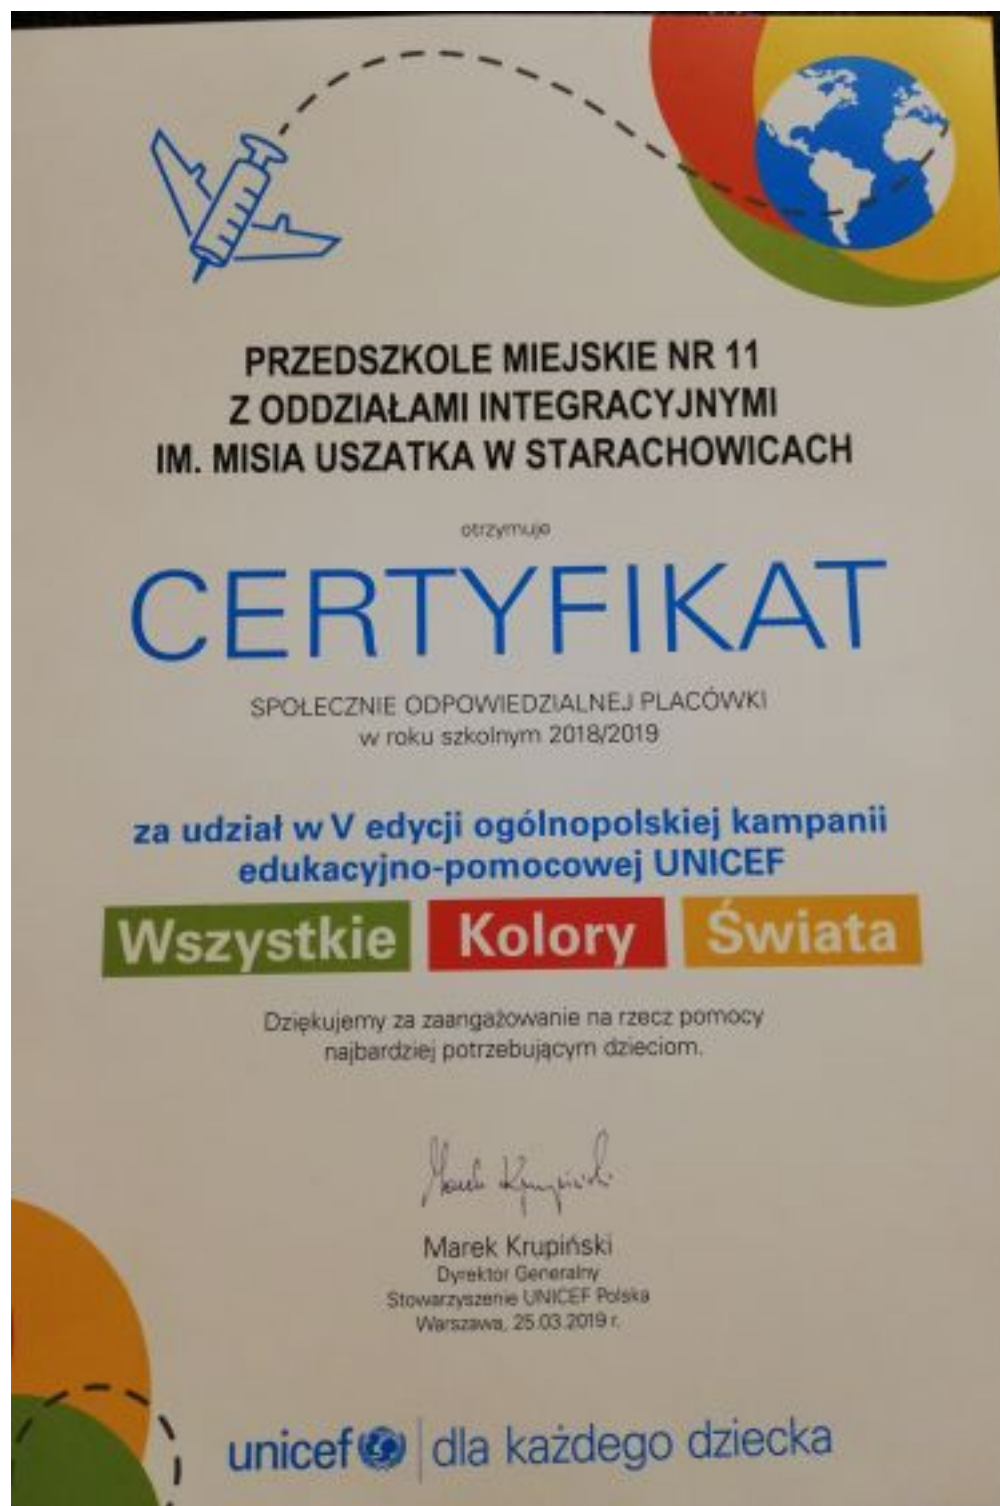 PRZEDSZKOLE MIEJSKIE NR 11
Z ODDZIAŁAMI INTEGRACYJNYMI
IM. MISIA USZATKA W STARACHOWICACH
otrzymuje
CERTYFIKAT
SPOŁECZNIE ODPOWIEDZIALNEJ PLACÓWKI
w roku szkolnym 2018/2019
za udział w V edycji ogólnopolskiej kampanii
edukacyjno-pomocowej UNICEF
Wszystkie Kolory Świata
Dziękujemy za zaangażowanie na rzecz pomocy
najbardziej potrzebującym dzieciom.
Marek Krupiński
Marek Krupiński
Dyrektor Generalny
Stowarzyszenie UNICEF Polska
Warszawa, 25.03.2019 r.
unicef dla każdego dziecka